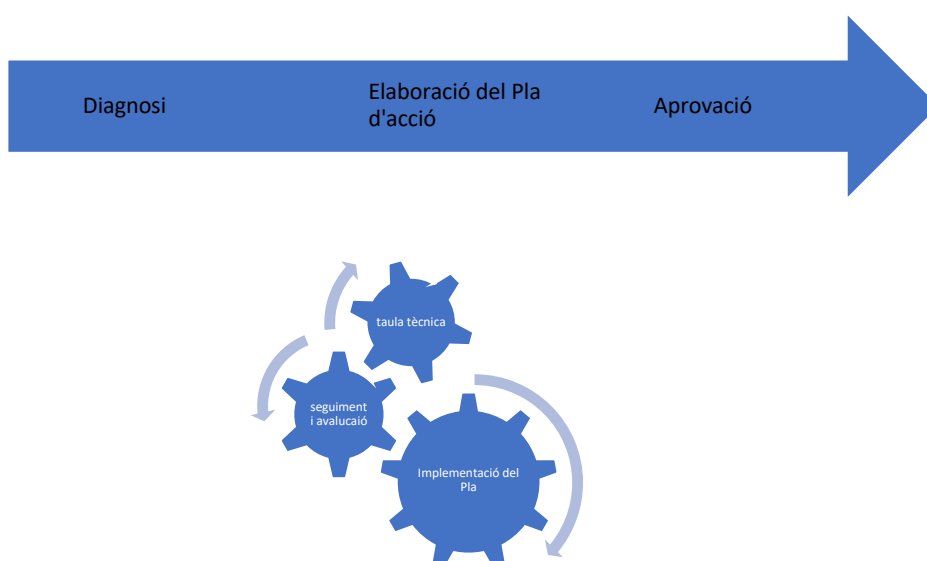 Diagnosi
Elaboració del Pla
d'acció
Aprovació
taula tècnica
seguiment
i avalucaió
Implementació del
Pla